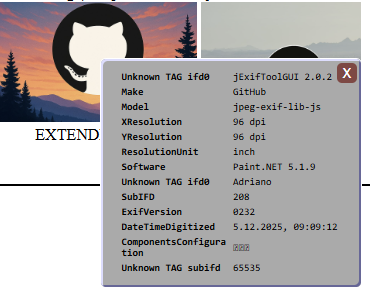 Unknown TAG ifd0 jExifToolGUI 2.0.2
X
Make GitHub
Model jpeg-exif-lib-js
XResolution 96 dpi
YResolution 96 dpi
EXTEND
ResolutionUnit inch
Software Paint.NET 5.1.9
Unknown TAG ifd0 Adriano
SubIFD 208
ExifVersion 0232
DateTimeDigitized 5.12.2025, 09:09:12
ComponentsConfigura
tion
Unknown TAG subifd 65535